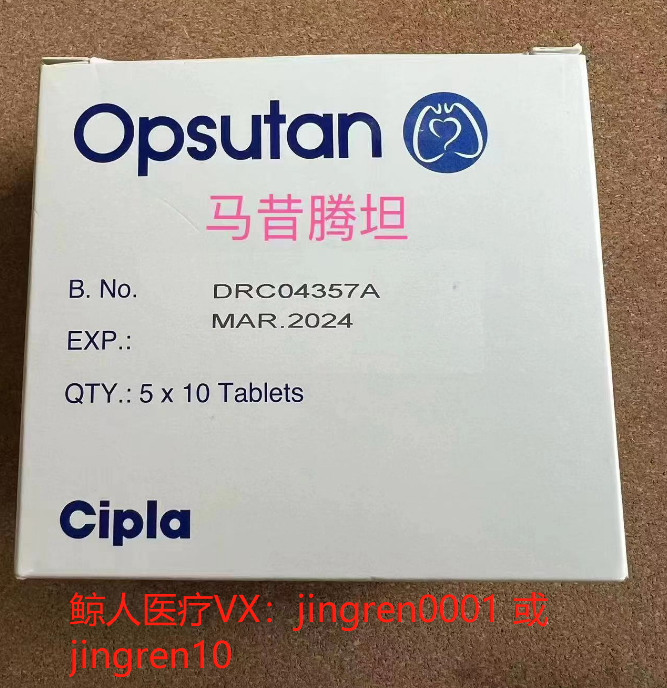 Opsutan
马昔腾坦
B. No. DRC04357A
EXP.: MAR.2024
QTY.: 5 x 10 Tablets
Cipla
鲸人医疗VX：jingren0001 或
jingren10